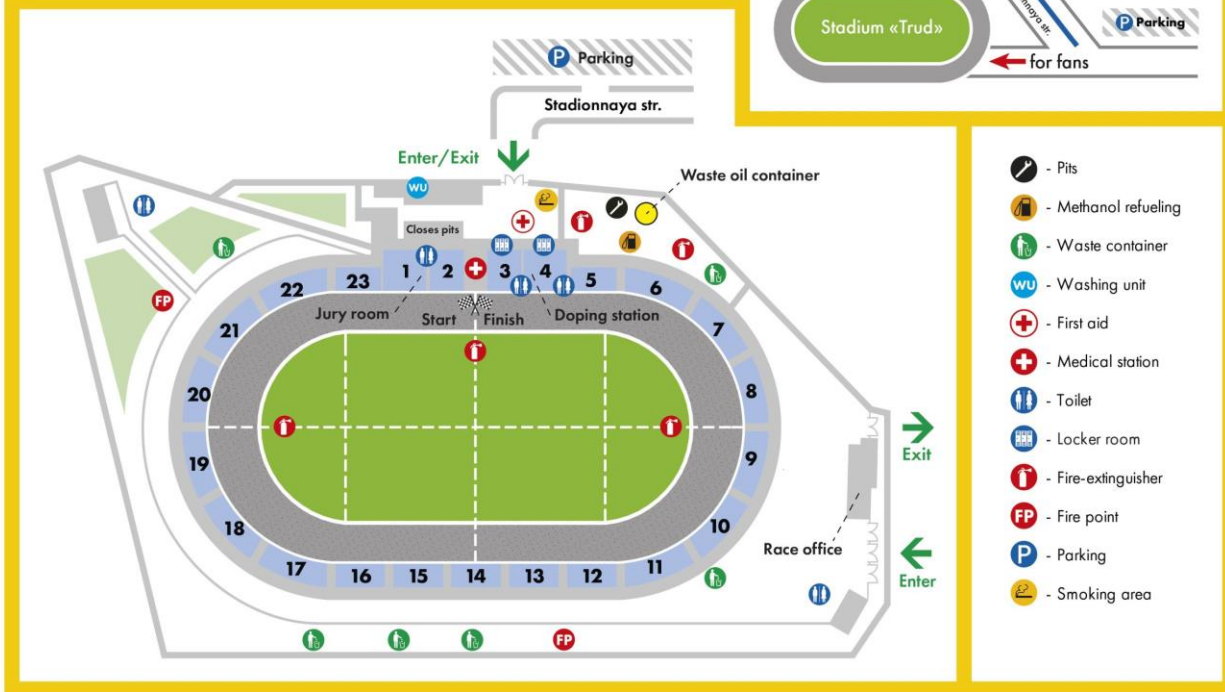 Stadium «Trud»
P Parking
for fans
P Parking
Stadionnaya str.
Enter/Exit
WU
Waste oil container
Closes pits
1 2 3 4 5 6 7 8 9 10 11 12 13 14 15 16 17 18 19 20 21 22 23
Jury room
Start Finish
Doping station
FP
Exit
Race office
Enter
FP
- Pits
- Methanol refueling
- Waste container
WU - Washing unit
- First aid
- Medical station
- Toilet
- Locker room
- Fire-extinguisher
FP - Fire point
P - Parking
- Smoking area